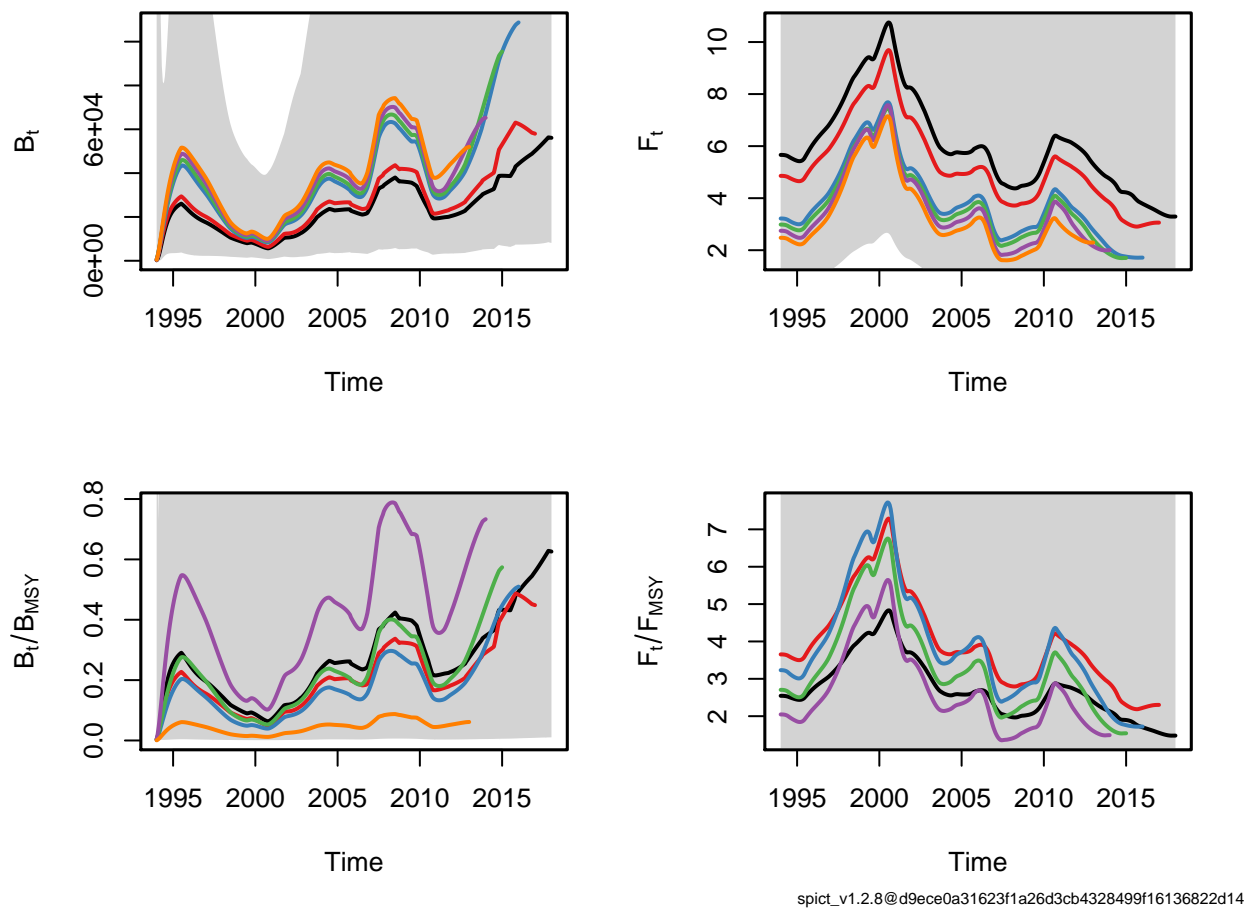 B_t
0e+00
6e+04
1995 2000 2005 2010 2015
Time
F_t
2
4
6
8
10
1995 2000 2005 2010 2015
Time
B_t/B_MSY
0.0
0.2
0.4
0.6
0.8
1995 2000 2005 2010 2015
Time
F_t/F_MSY
2
3
4
5
6
7
1995 2000 2005 2010 2015
Time
spict_v1.2.8@d9ece0a31623f1a26d3cb4328499f16136822d14